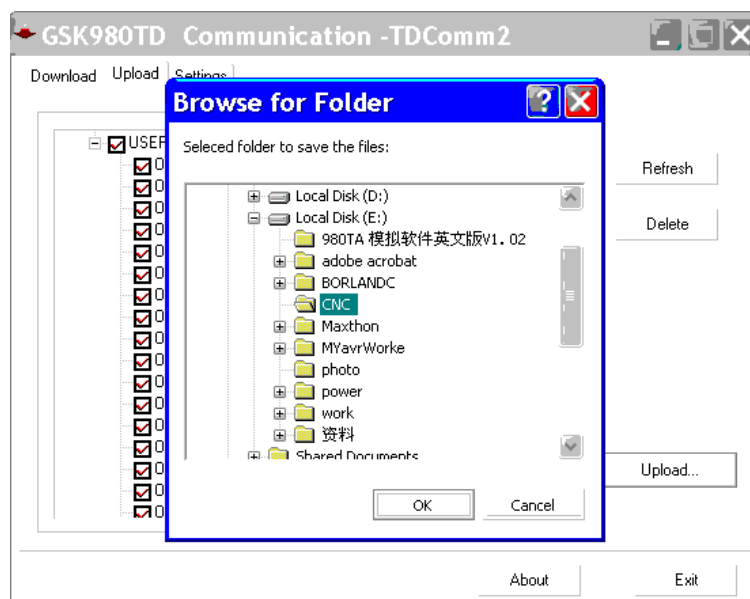 GSK980TD Communication -TDComm2
Download Upload Settings
Browse for Folder
Seleced folder to save the files:
Local Disk (D:)
Local Disk (E:)
980TA 模拟软件英文版V1.02
adobe acrobat
BORLANDC
CNC
Maxthon
MYavrWorke
photo
power
work
资料
Shared Documents
OK
Cancel
Refresh
Delete
Upload...
About
Exit